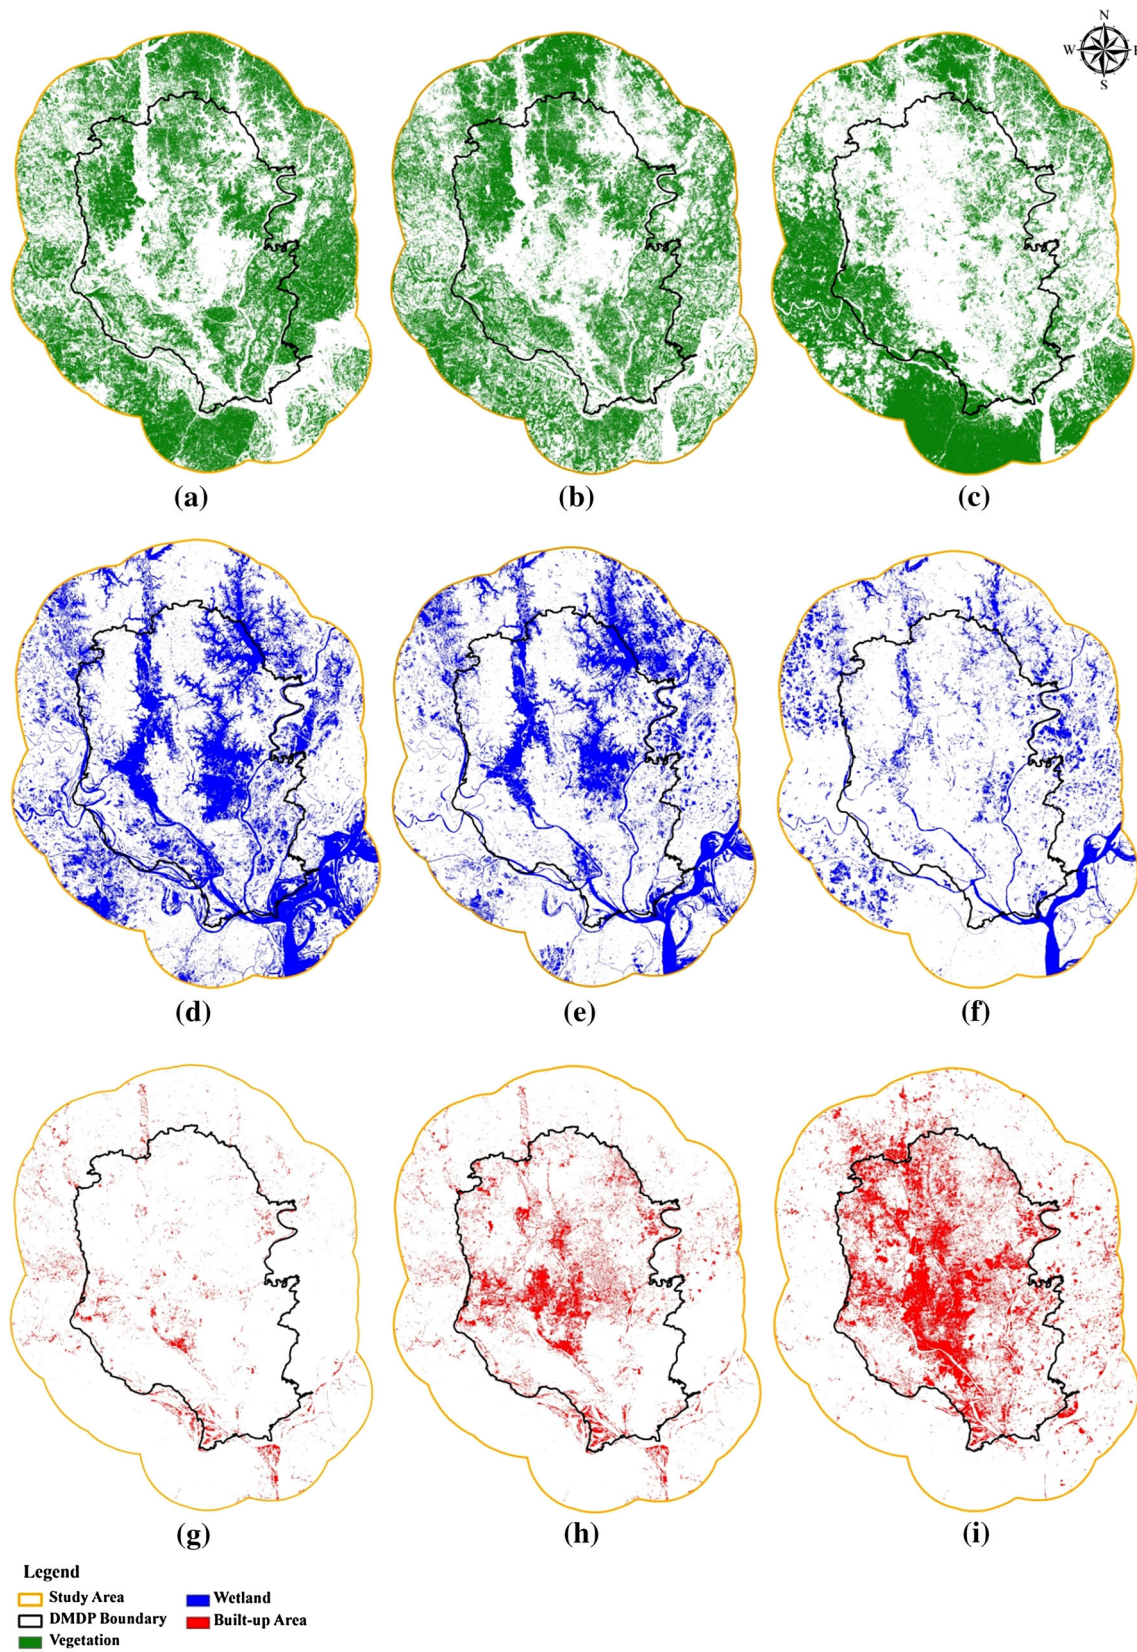 N
W E
S
(a) (b) (c)
(d) (e) (f)
(g) (h) (i)
Legend
Study Area Wetland
DMDP Boundary Built-up Area
Vegetation